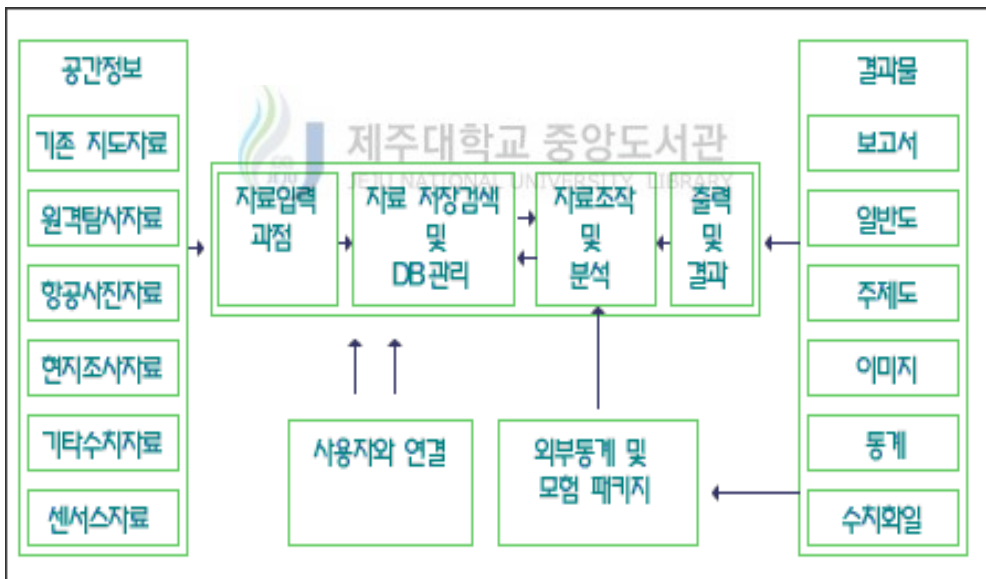 공간정보
기존 지도자료
원격탐사자료
항공사진자료
현지조사자료
기타수치자료
센서스자료
제주대학교 중앙도서관
JEJU NATIONAL UNIVERSITY LIBRARY
자료입력
과점
자료 저장검색
및
DB관리
자료조작
및
분석
출력
및
결과
사용자와 연결
외부통계 및
모험 패키지
결과물
보고서
일반도
주제도
이미지
통계
수치화일